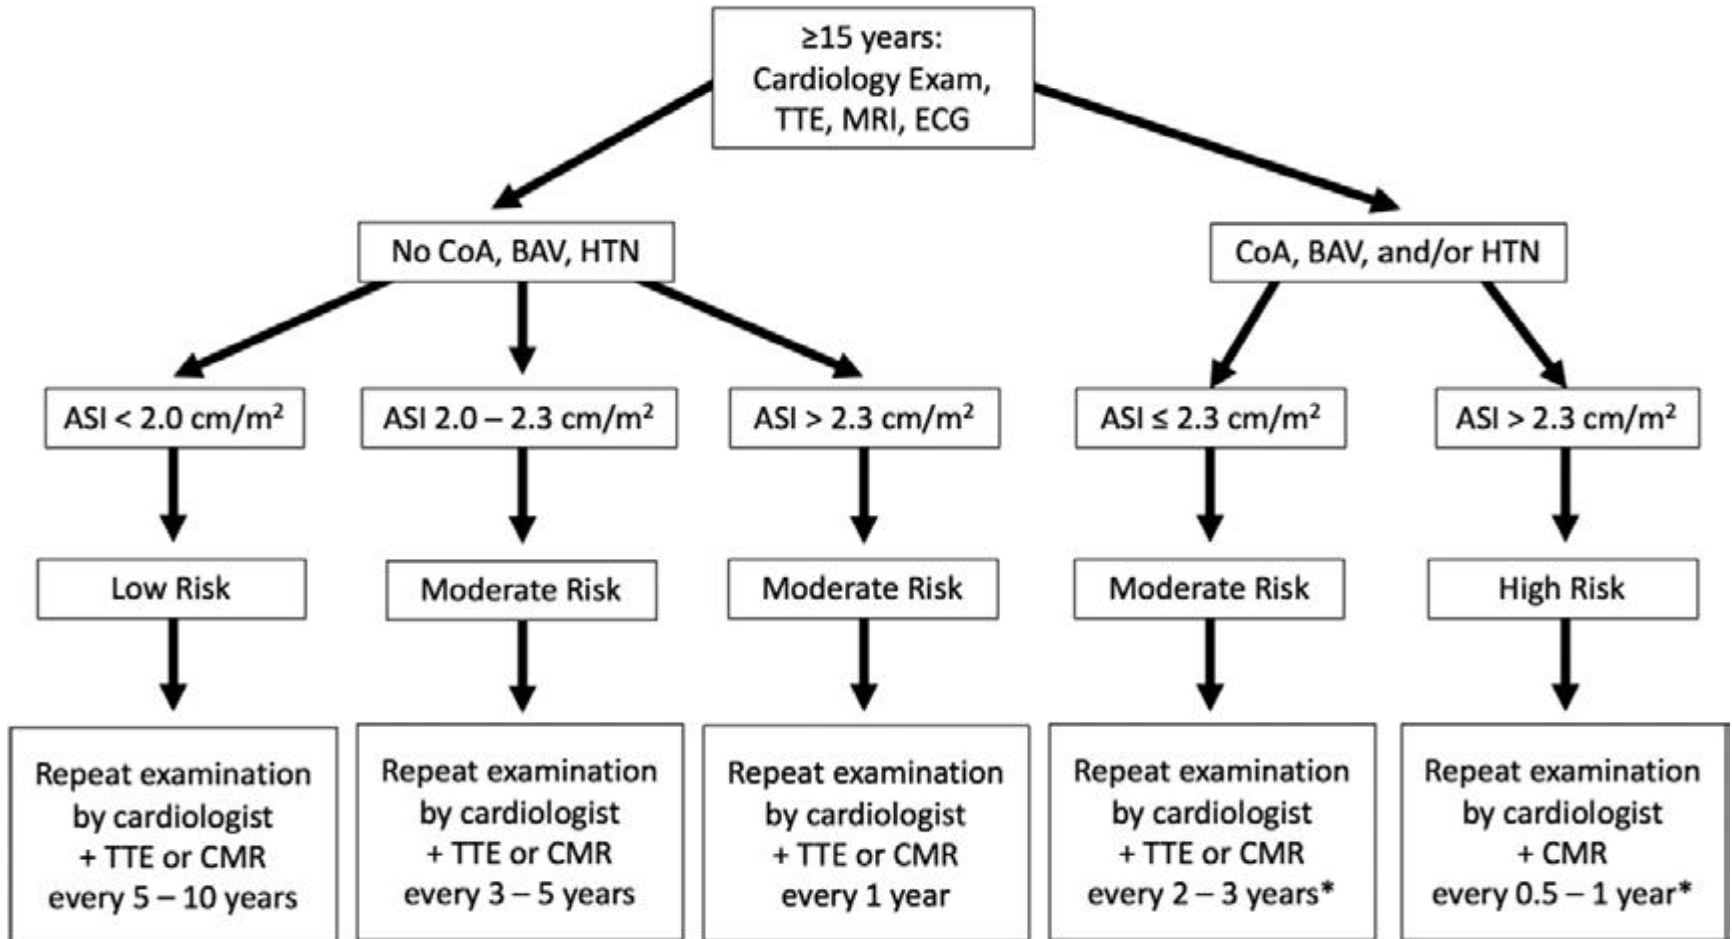 ≥15 years:
Cardiology Exam,
TTE, MRI, ECG
No CoA, BAV, HTN
CoA, BAV, and/or HTN
ASI < 2.0 cm/m²
ASI 2.0 – 2.3 cm/m²
ASI > 2.3 cm/m²
ASI ≤ 2.3 cm/m²
ASI > 2.3 cm/m²
Low Risk
Moderate Risk
Moderate Risk
Moderate Risk
High Risk
Repeat examination
by cardiologist
+ TTE or CMR
every 5 – 10 years
Repeat examination
by cardiologist
+ TTE or CMR
every 3 – 5 years
Repeat examination
by cardiologist
+ TTE or CMR
every 1 year
Repeat examination
by cardiologist
+ TTE or CMR
every 2 – 3 years*
Repeat examination
by cardiologist
+ CMR
every 0.5 – 1 year*